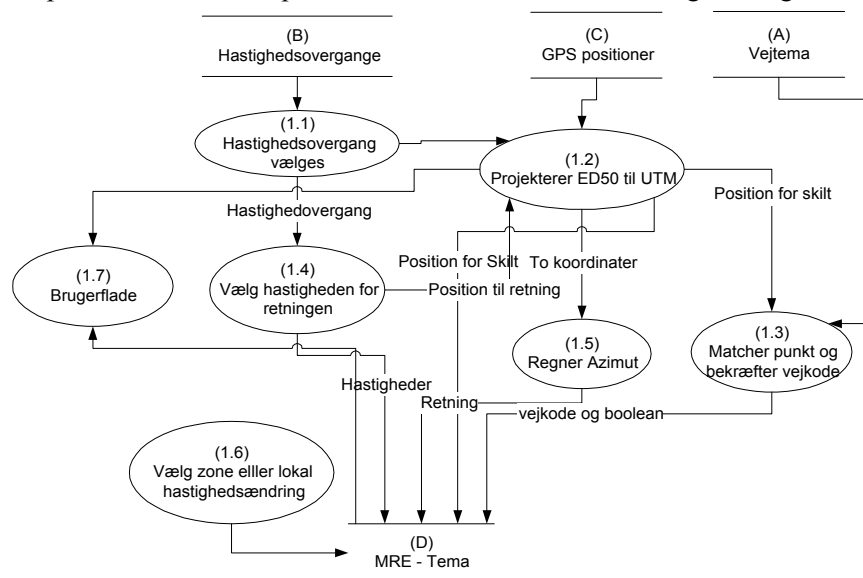 (B)
Hastighedsovergange
(C)
GPS positioner
(A)
Vejtema
(1.1)
Hastighedsovergang
vælges
(1.2)
Projekterer ED50 til UTM
Position for skilt
Hastighedovergang
(1.7)
Brugerflade
(1.4)
Vælg hastigheden for
retningen
Position for Skilt
To koordinater
Position til retning
(1.5)
Regner Azimut
(1.3)
Matcher punkt og
bekræfter vejkode
Hastigheder
Retning
vejkode og boolean
(1.6)
Vælg zone elller lokal
hastighedsændring
(D)
MRE - Tema